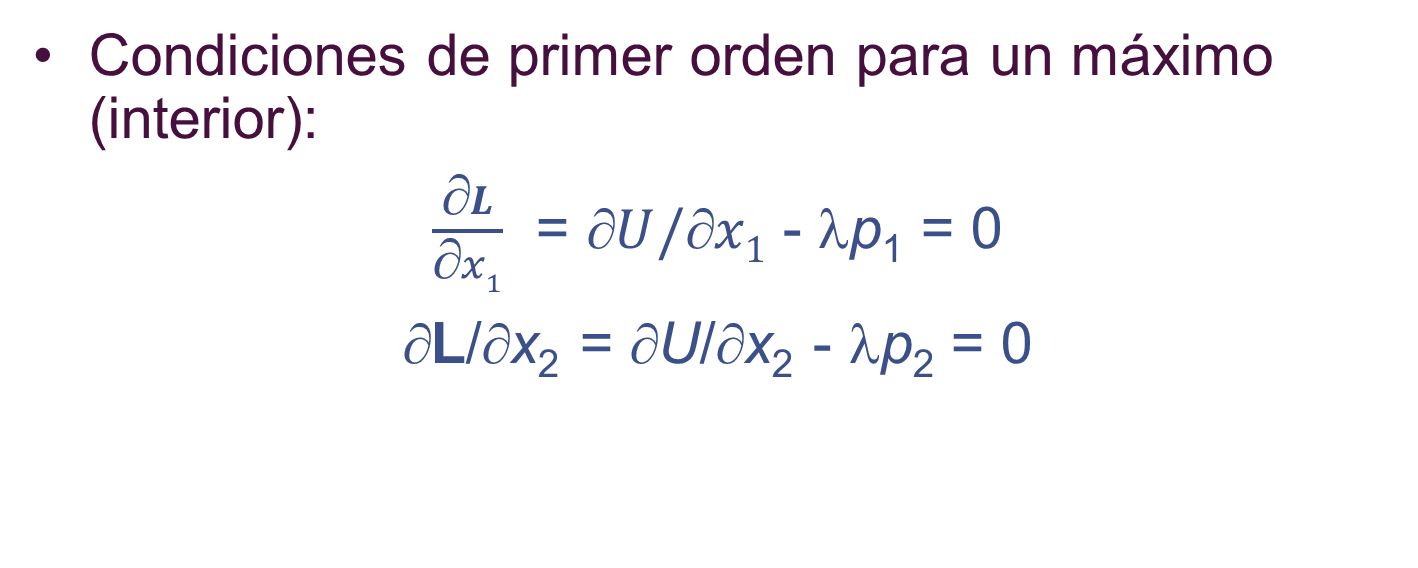 • Condiciones de primer orden para un máximo
(interior):
∂L/∂x₁ = ∂U/∂x₁ - λp₁ = 0
∂L/∂x₂ = ∂U/∂x₂ - λp₂ = 0